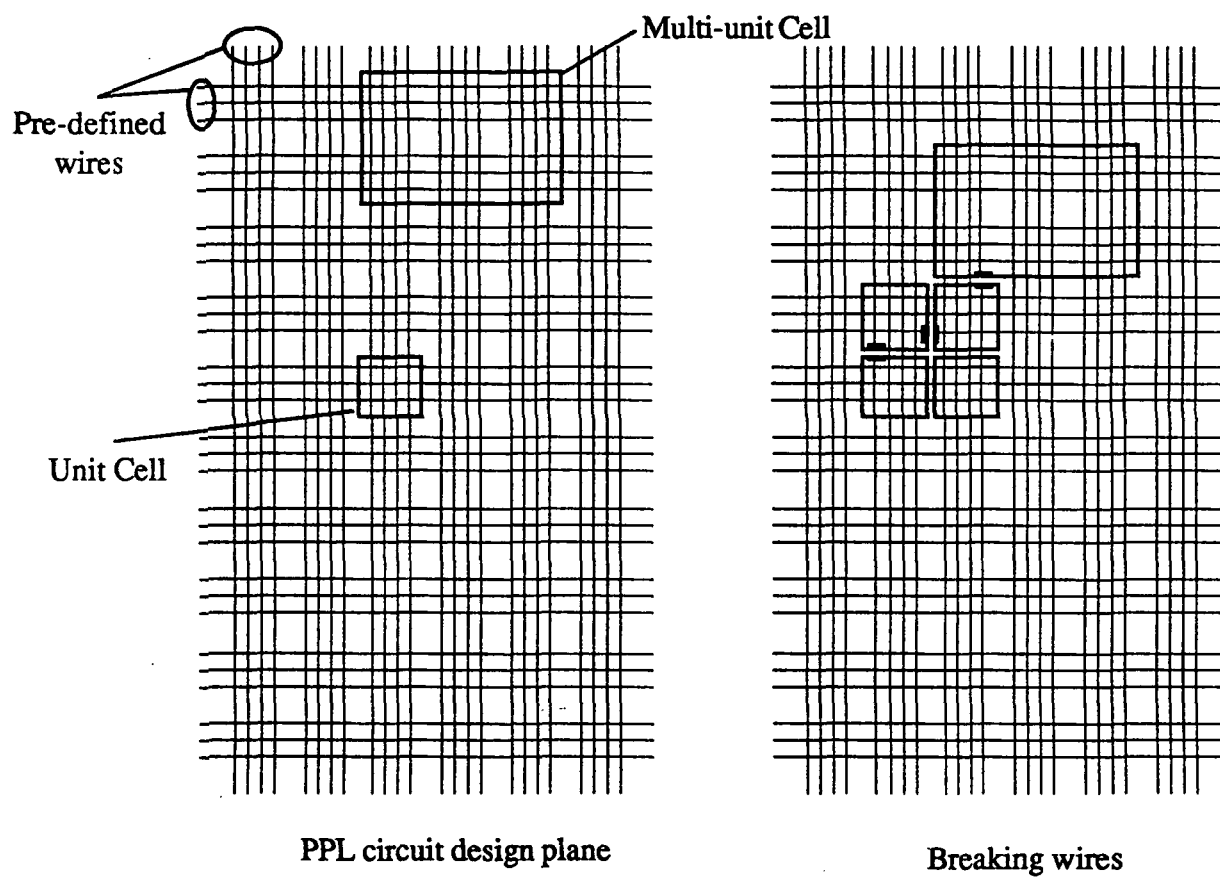 Multi-unit Cell
Pre-defined
wires
Unit Cell
PPL circuit design plane
Breaking wires